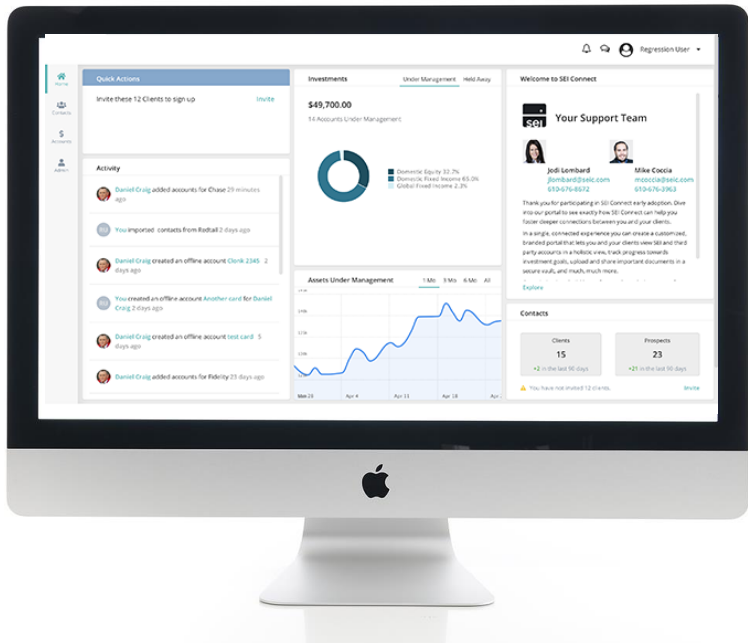 Regression User
Home
Contacts
Accounts
Admin
Quick Actions
Invite these 12 Clients to sign up
Invite
Activity
Daniel Craig added accounts for Chase 29 minutes
ago
You imported contacts from Redtail 2 days ago
Daniel Craig created an offline account Clonk 2345 2
days ago
You created an offline account Another card for Daniel
Craig 2 days ago
Daniel Craig created an offline account test card 5
days ago
Daniel Craig added accounts for Fidelity 23 days ago
Investments
Under Management
Held Away
$49,700.00
14 Accounts Under Management
Domestic Equity 32.7%
Domestic Fixed Income 65.0%
Global Fixed Income 2.3%
Assets Under Management
1 Mo
3 Mo
6 Mo
All
Apr 4
Apr 11
Apr 18
Welcome to SEI Connect
sei
Your Support Team
Jodi Lombard
jlombard@seic.com
610-676-8672
Mike Coccia
mcoccia@seic.com
610-676-3963
Thank you for participating in SEI Connect early adoption. Dive
into our portal to see exactly how SEI Connect can help you
foster deeper connections between you and your clients.
In a single, connected experience you can create a customized,
branded portal that lets you and your clients view SEI and third
party accounts in a holistic view, track progress towards
investment goals, upload and share important documents in a
secure vault, and much, much more.
Explore
Contacts
Clients
15
+2 in the last 90 days
Prospects
23
+21 in the last 90 days
You have not invited 12 clients.
Invite